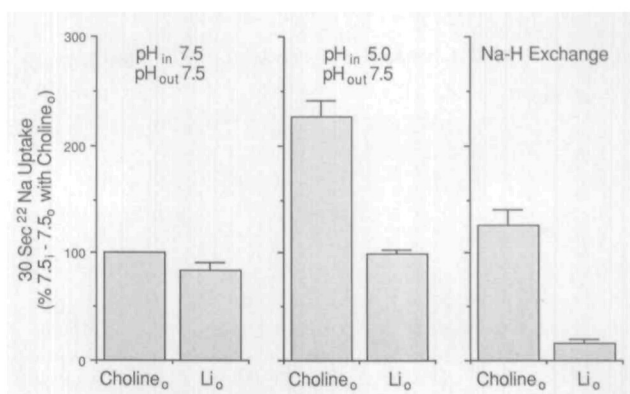 30 Sec ²² Na Uptake
(% 7.5ᵢ - 7.5ₒ with Cholineₒ)
300
200
100
0
pH in 7.5
pH out 7.5
pH in 5.0
pH out 7.5
Na-H Exchange
Cholineₒ Liₒ
Cholineₒ Liₒ
Cholineₒ Liₒ